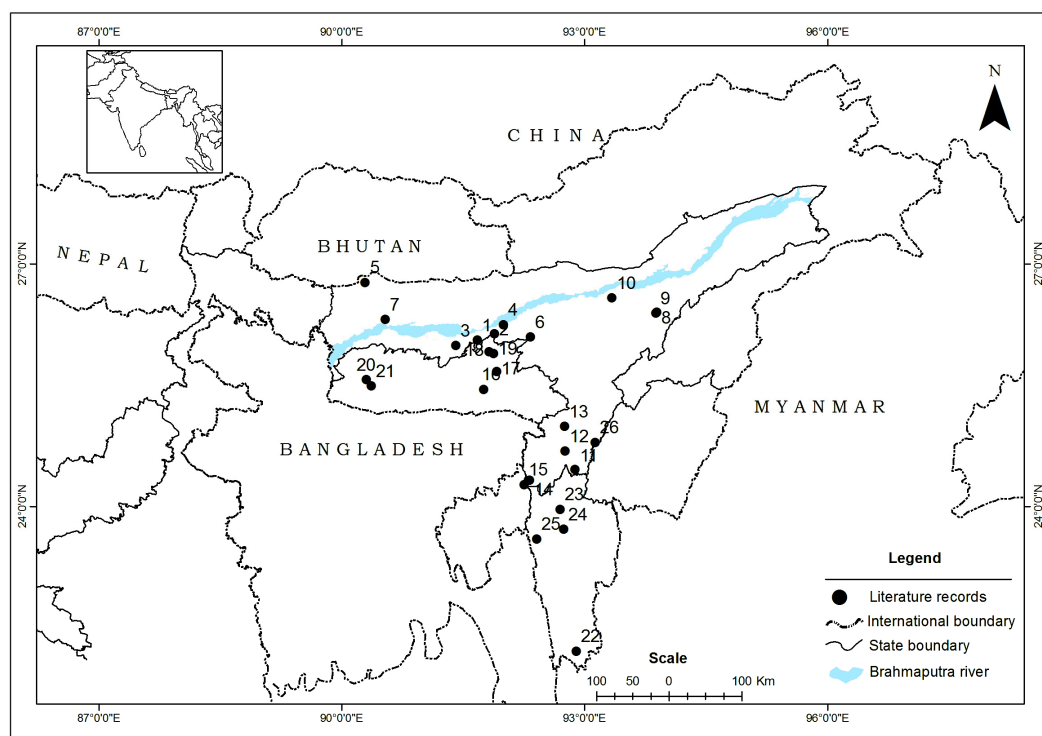 87°0'0"E 90°0'0"E 93°0'0"E 96°0'0"E
N
CHINA
NEPAL
BHUTAN
27°0'0"N 27°0'0"N
5
10
9
8
7
4
1
2
6
3
18
19
17
16
20
21
13
12
26
11
MYANMAR
BANGLADESH
15
14
23
24
25
24°0'0"N 24°0'0"N
22
Legend
Literature records
International boundary
State boundary
Brahmaputra river
Scale
100 50 0 100 Km
87°0'0"E 90°0'0"E 93°0'0"E 96°0'0"E